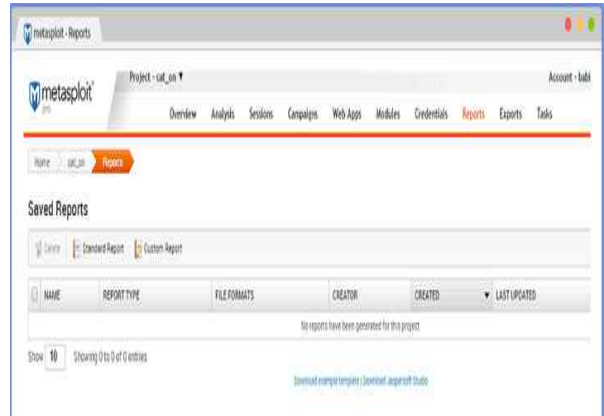 metasploit - Reports
metasploit
pro
Project - cat_on ▼
Account - babi
Overview Analysis Sessions Campaigns Web Apps Modules Credentials Reports Exports Tasks
Home cat_on Reports
Saved Reports
Delete Standard Report Custom Report
NAME REPORT TYPE FILE FORMATS CREATOR CREATED ▼ LAST UPDATED
No reports have been generated for this project
Show 10 Showing 0 to 0 of 0 entries
Download example template | Download Jaspersoft Studio